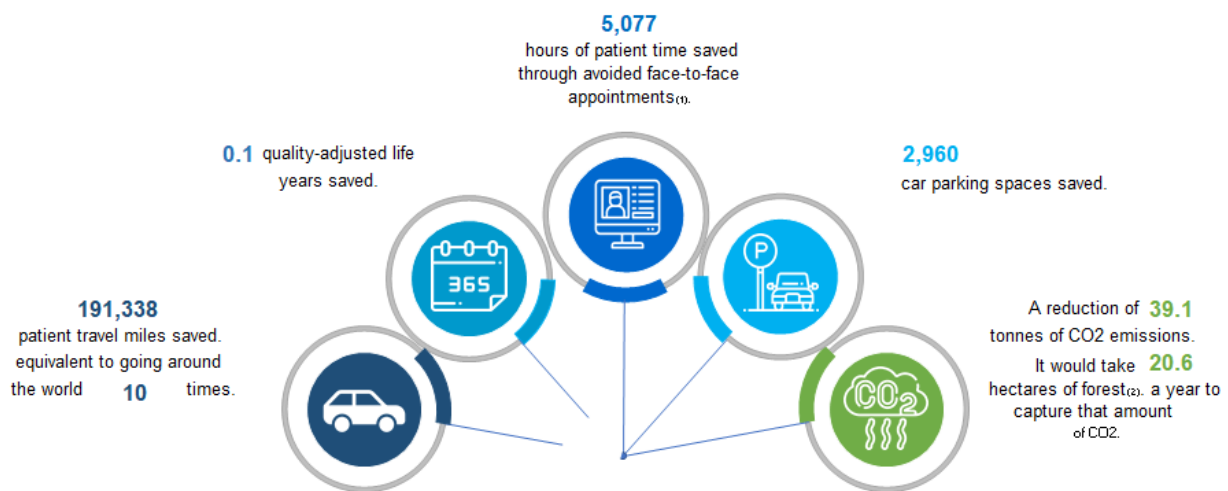 5,077
hours of patient time saved
through avoided face-to-face
appointments(1).
0.1 quality-adjusted life
years saved.
2,960
car parking spaces saved.
365
P
191,338
patient travel miles saved.
equivalent to going around
the world 10 times.
A reduction of 39.1
tonnes of CO2 emissions.
It would take 20.6
hectares of forest(2). a year to
capture that amount
of CO2.
CO2